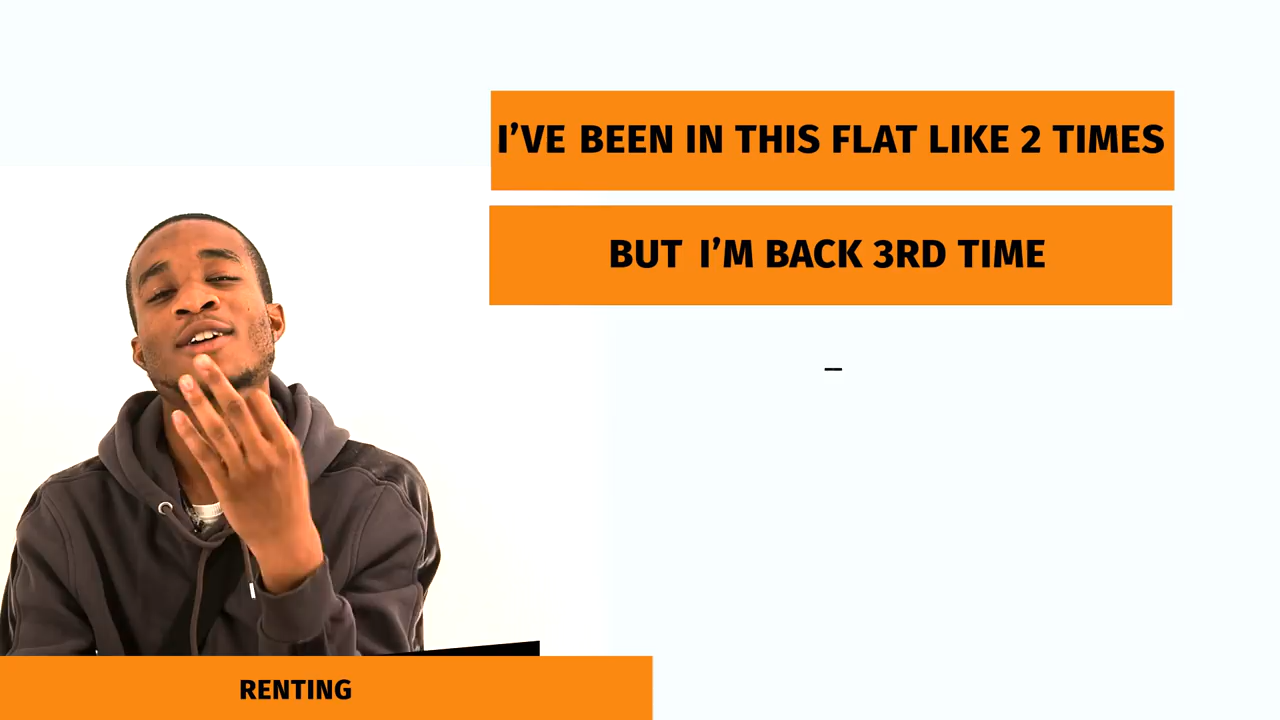 I'VE BEEN IN THIS FLAT LIKE 2 TIMES
BUT I'M BACK 3RD TIME
–
RENTING